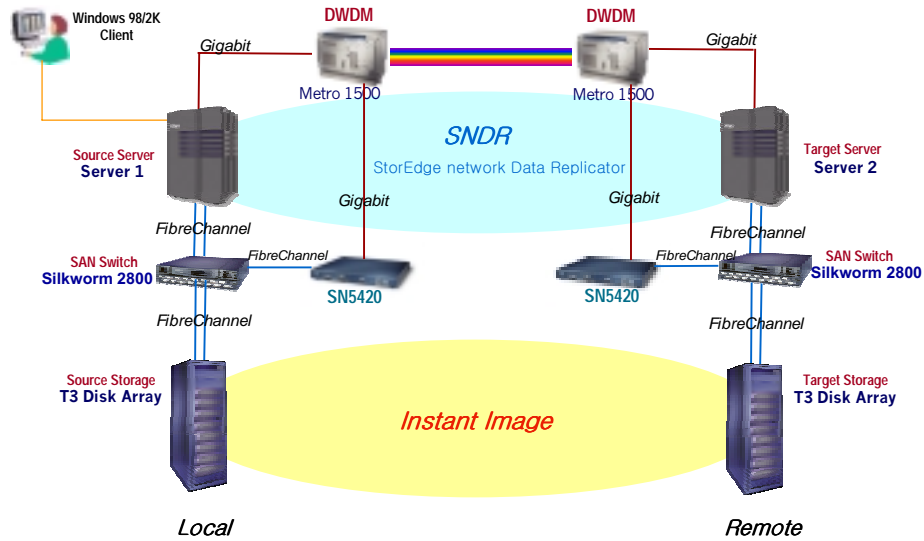 Windows 98/2K
Client
DWDM
DWDM
Gigabit
Gigabit
Metro 1500
Metro 1500
SNDR
StorEdge network Data Replicator
Source Server
Server 1
Target Server
Server 2
Gigabit
Gigabit
FibreChannel
FibreChannel
SAN Switch
Silkworm 2800
FibreChannel
FibreChannel
SAN Switch
Silkworm 2800
SN5420
SN5420
FibreChannel
FibreChannel
Source Storage
T3 Disk Array
Target Storage
T3 Disk Array
Instant Image
Local
Remote